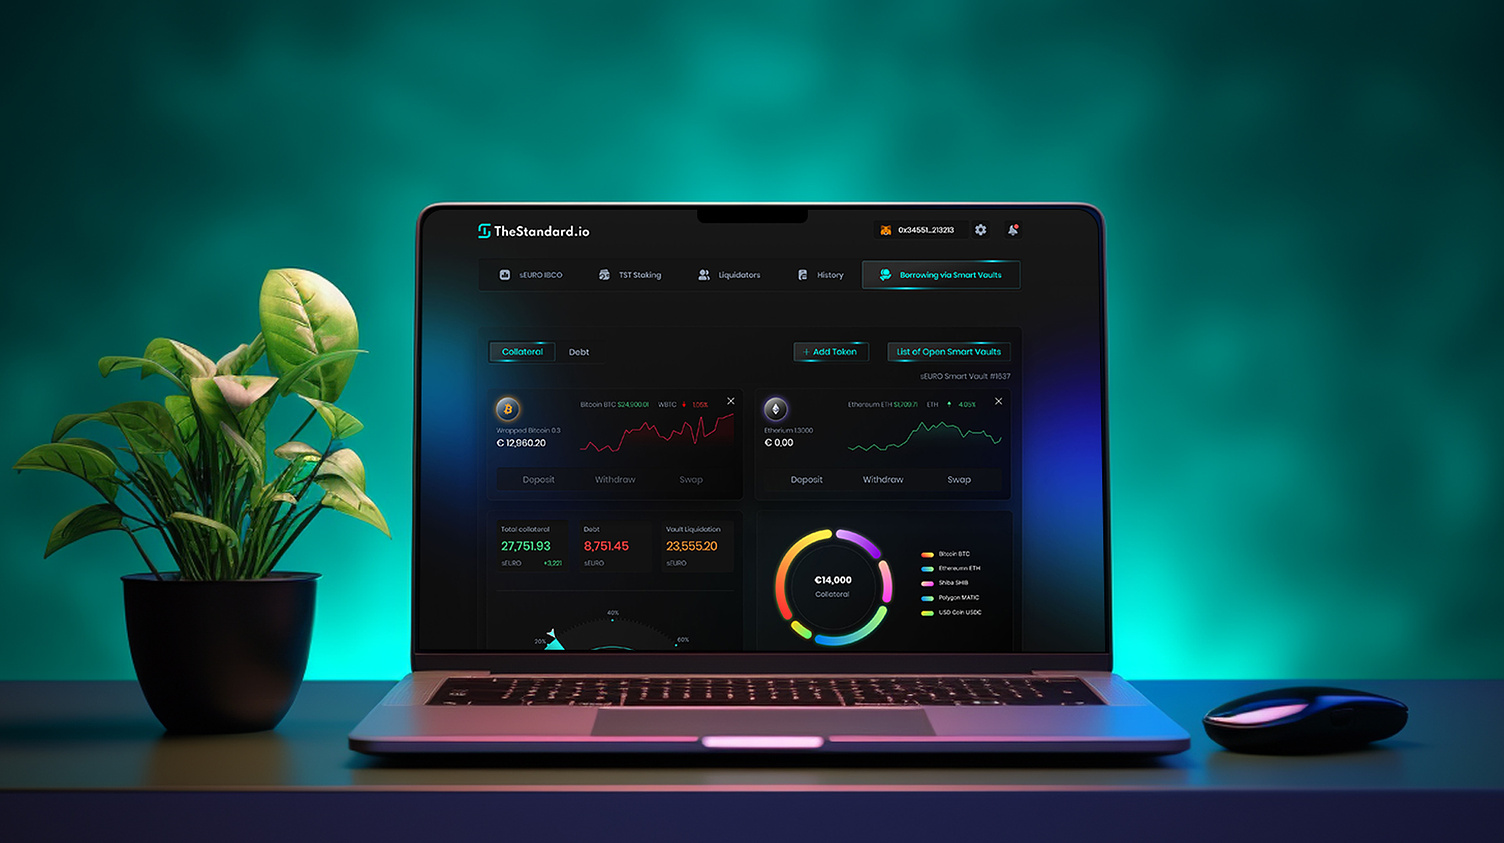 TheStandard.io
0x34551...213213
sEURO IBCO
TST Staking
Liquidators
History
Borrowing via Smart Vaults
Collateral
Debt
+ Add Token
List of Open Smart Vaults
sEURO Smart Vault #1637
Bitcoin BTC $24,900.01 WBTC 1.05%
Wrapped Bitcoin 0.3
€ 12,960.20
Deposit
Withdraw
Swap
Ethereum ETH $1,709.71 ETH 4.05%
Etherium 1.3000
€ 0,00
Deposit
Withdraw
Swap
Total collateral
27,751.93
sEURO +3,221
Debt
8,751.45
sEURO
Vault Liquidation
23,555.20
sEURO
20%
40%
60%
€14,000
Collateral
Bitcoin BTC
Ethereumn ETH
Shiba SHIB
Polygon MATIC
USD Coin USDC